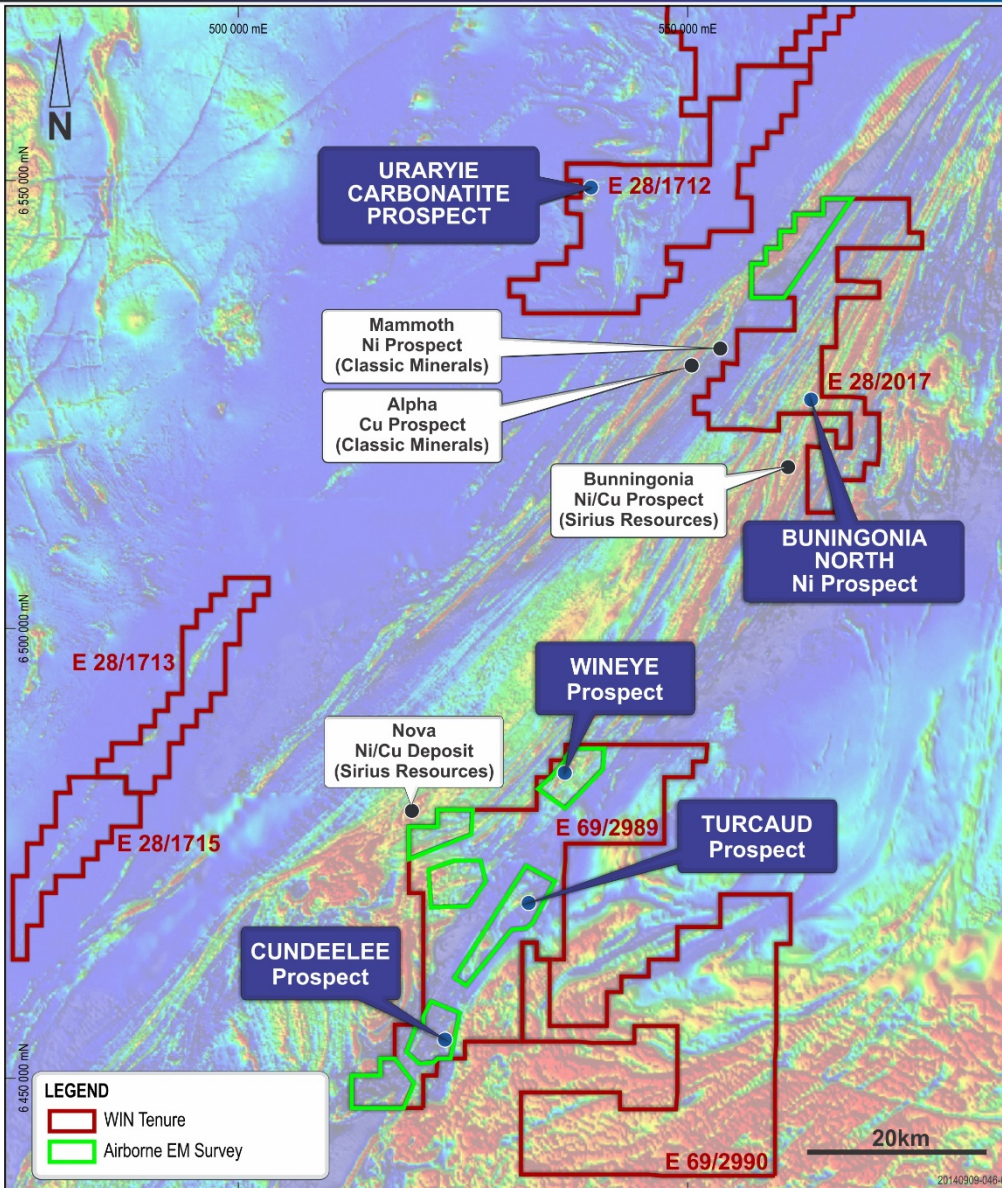 500 000 mE
550 000 mE
N
6 550 000 mN
URARYIE
CARBONATITE
PROSPECT
E 28/1712
Mammoth
Ni Prospect
(Classic Minerals)
Alpha
Cu Prospect
(Classic Minerals)
E 28/2017
Bunningonia
Ni/Cu Prospect
(Sirius Resources)
BUNINGONIA
NORTH
Ni Prospect
6 500 000 mN
E 28/1713
WINEYE
Prospect
Nova
Ni/Cu Deposit
(Sirius Resources)
E 28/1715
E 69/2989
TURCAUD
Prospect
CUNDEELEE
Prospect
6 450 000 mN
LEGEND
WIN Tenure
Airborne EM Survey
20km
E 69/2990